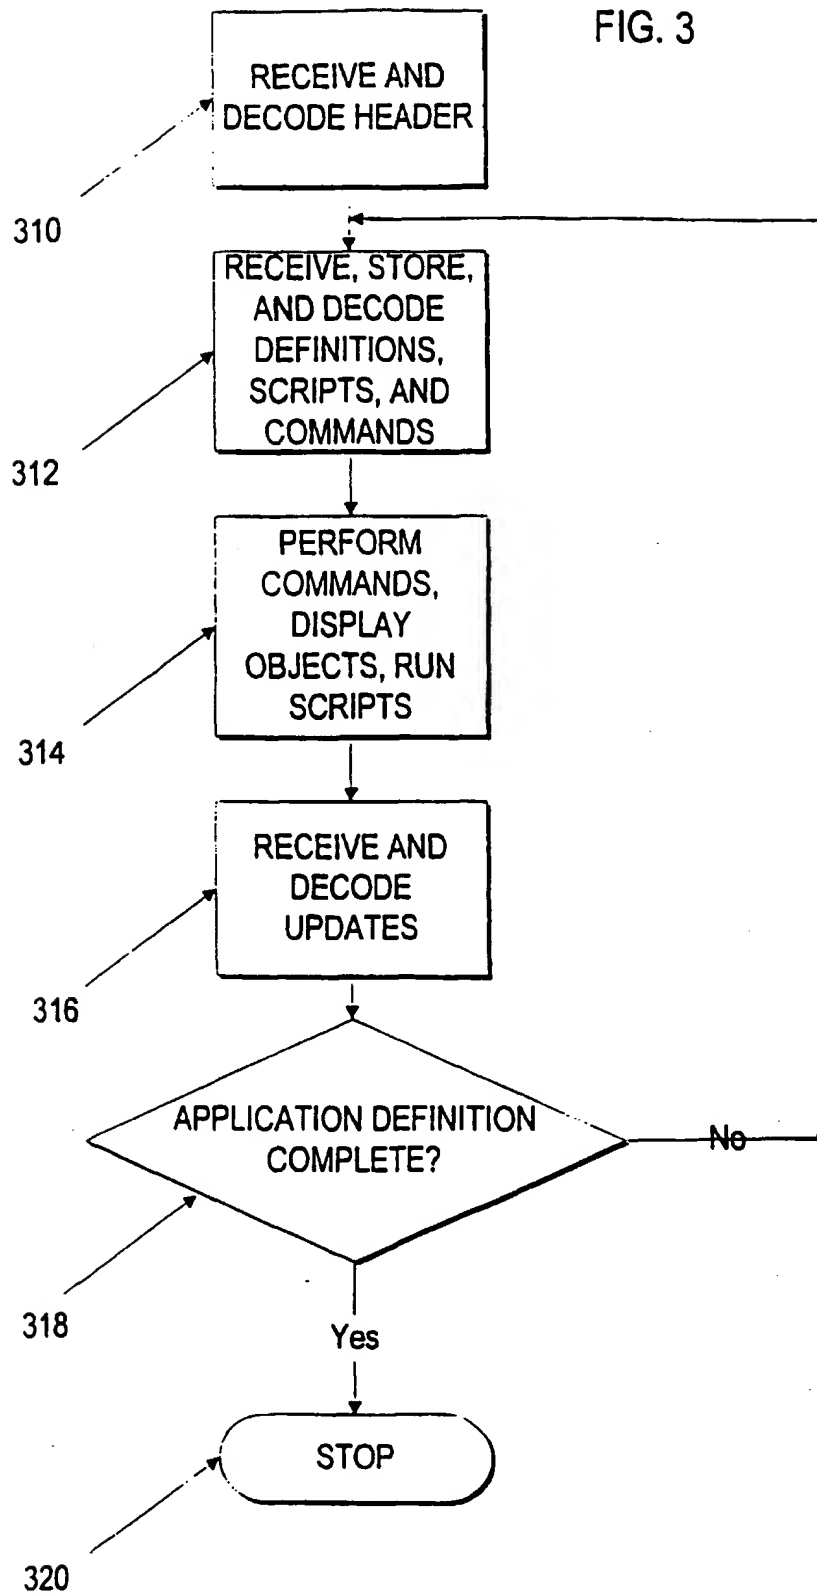 FIG. 3
RECEIVE AND
DECODE HEADER
310
RECEIVE, STORE,
AND DECODE
DEFINITIONS,
SCRIPTS, AND
COMMANDS
312
PERFORM
COMMANDS,
DISPLAY
OBJECTS, RUN
SCRIPTS
314
RECEIVE AND
DECODE
UPDATES
316
APPLICATION DEFINITION
COMPLETE?
No
318
Yes
STOP
320